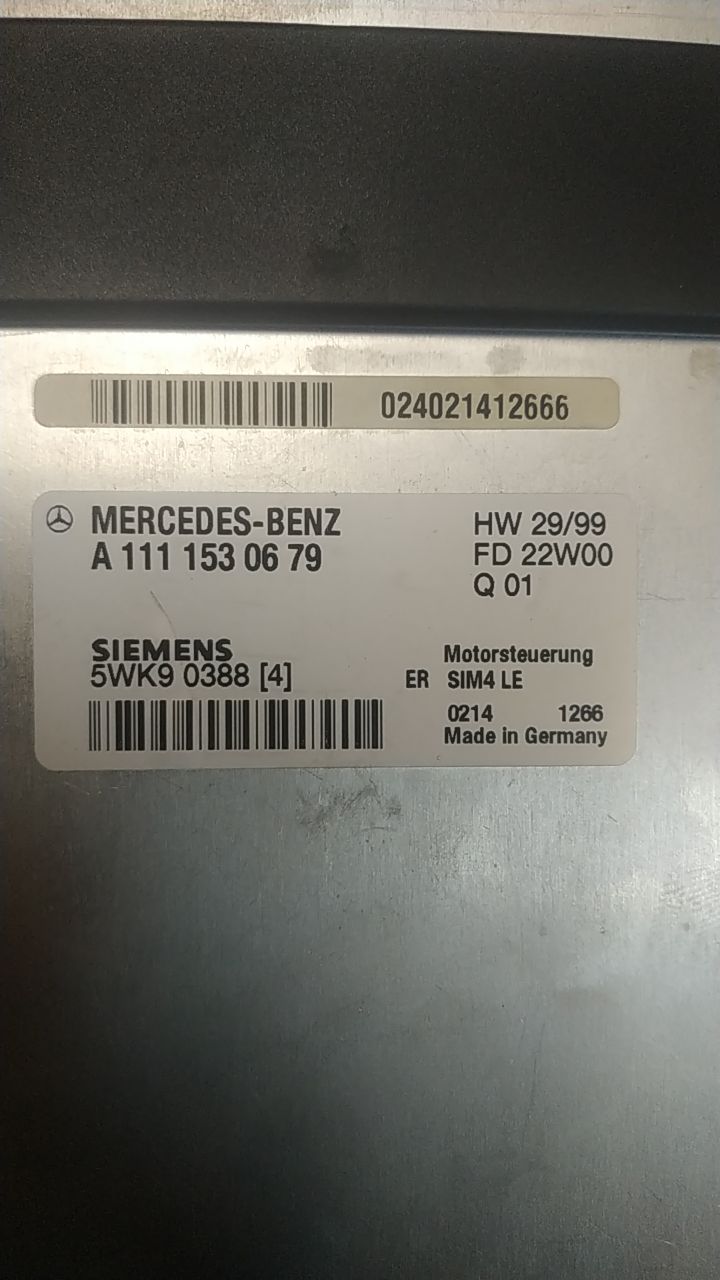 024021412666
MERCEDES-BENZ
A 111 153 06 79
HW 29/99
FD 22W00
Q 01
SIEMENS
5WK9 0388 [4]
Motorsteuerung
ER SIM4 LE
0214 1266
Made in Germany